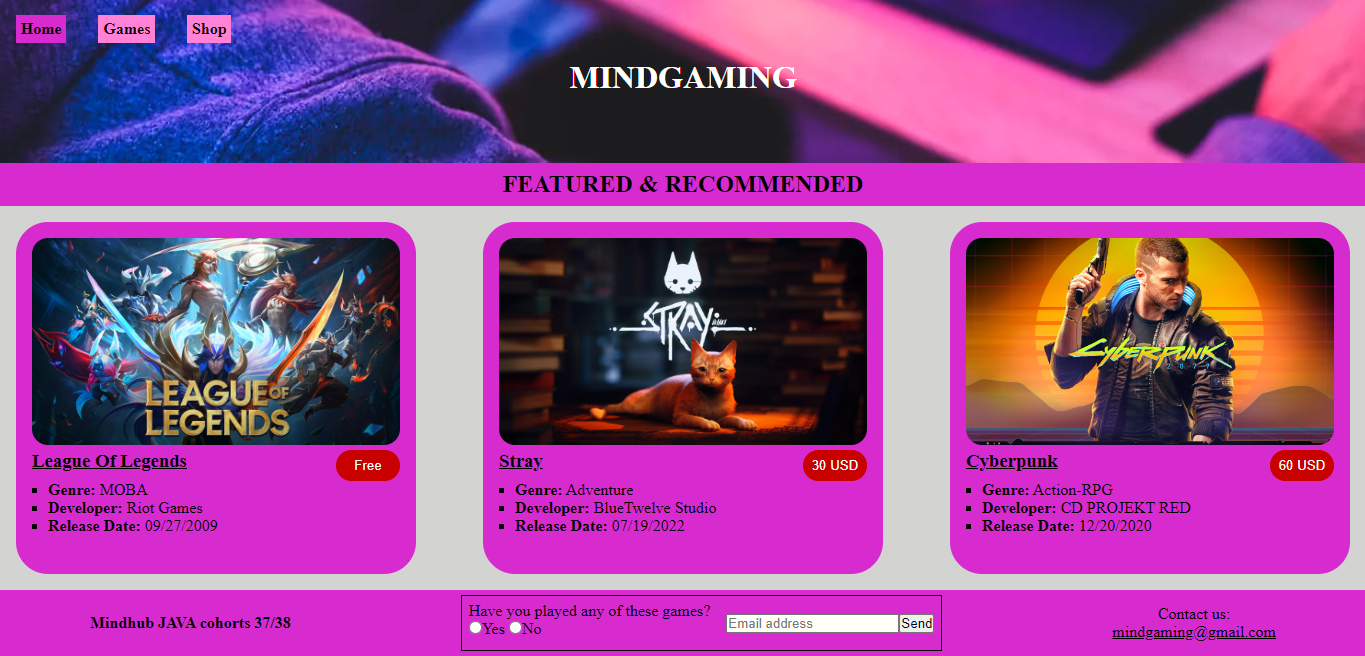 Home Games Shop
MINDGAMING
FEATURED & RECOMMENDED
LEAGUE OF
LEGENDS
League Of Legends
Free
Genre: MOBA
Developer: Riot Games
Release Date: 09/27/2009
STRAY
Stray
30 USD
Genre: Adventure
Developer: BlueTwelve Studio
Release Date: 07/19/2022
Cyberpunk
2077
Cyberpunk
60 USD
Genre: Action-RPG
Developer: CD PROJEKT RED
Release Date: 12/20/2020
Mindhub JAVA cohorts 37/38
Have you played any of these games?
Yes No
Email address
Send
Contact us:
mindgaming@gmail.com